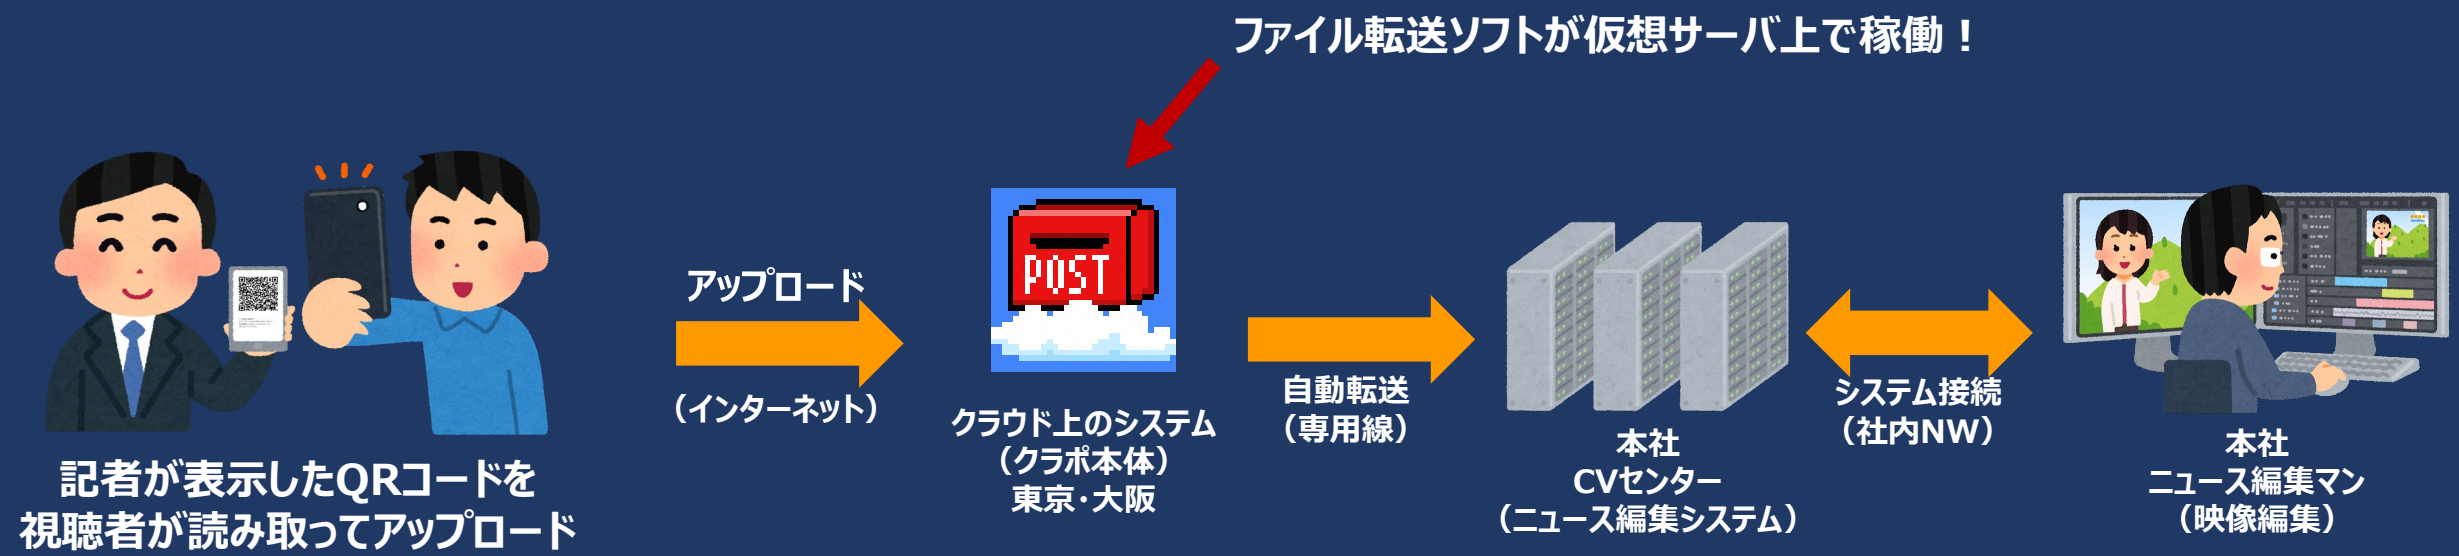 ファイル転送ソフトが仮想サーバ上で稼働！
記者が表示したQRコードを
視聴者が読み取ってアップロード
アップロード
（インターネット）
POST
クラウド上のシステム
（クラポ本体）
東京・大阪
自動転送
（専用線）
本社
CVセンター
（ニュース編集システム）
システム接続
（社内NW）
本社
ニュース編集マン
（映像編集）